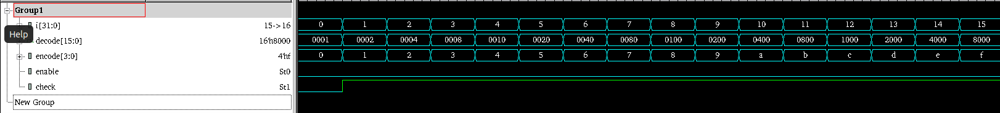 Group1
i[31:0] 15->16 0 1 2 3 4 5 6 7 8 9 10 11 12 13 14 15
Help
decode[15:0] 16'h8000 0001 0002 0004 0008 0010 0020 0040 0080 0100 0200 0400 0800 1000 2000 4000 8000
encode[3:0] 4'hf 0 1 2 3 4 5 6 7 8 9 a b c d e f
enable St0
check St1
New Group